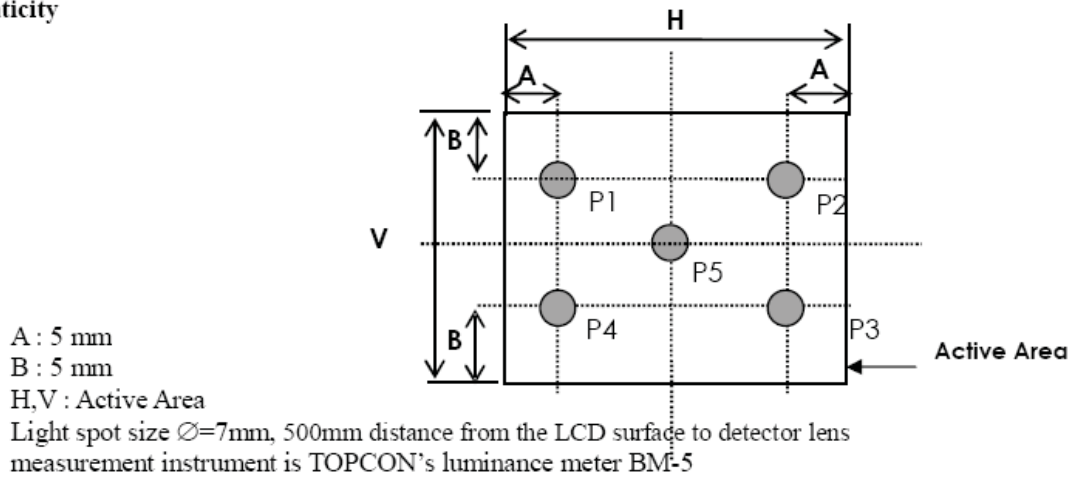 H
A
A
B
P1
P2
V
P5
B
P4
P3
Active Area
A : 5 mm
B : 5 mm
H,V : Active Area
Light spot size ∅=7mm, 500mm distance from the LCD surface to detector lens
measurement instrument is TOPCON's luminance meter BM-5